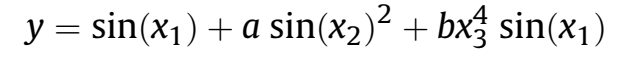 y = sin(x₁) + a sin(x₂)² + bx₃⁴ sin(x₁)